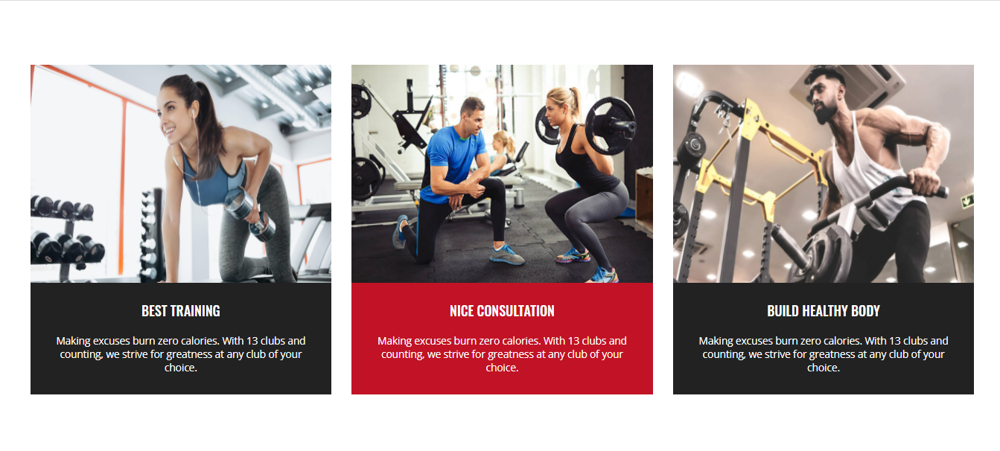 BEST TRAINING
Making excuses burn zero calories. With 13 clubs and
counting, we strive for greatness at any club of your
choice.
NICE CONSULTATION
Making excuses burn zero calories. With 13 clubs and
counting, we strive for greatness at any club of your
choice.
BUILD HEALTHY BODY
Making excuses burn zero calories. With 13 clubs and
counting, we strive for greatness at any club of your
choice.